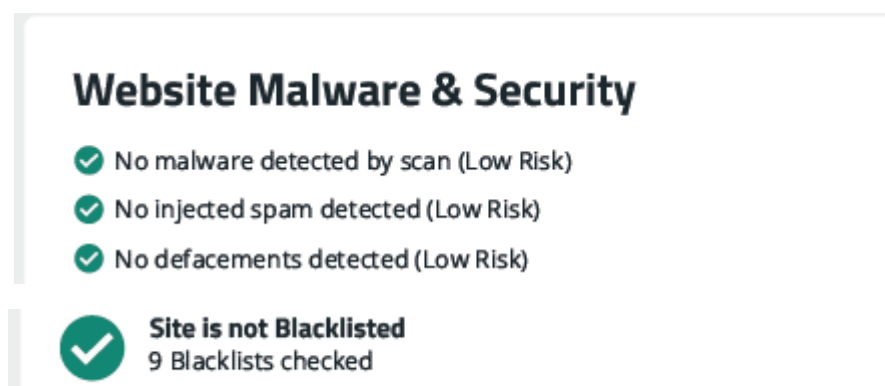 Website Malware & Security
No malware detected by scan (Low Risk)
No injected spam detected (Low Risk)
No defacements detected (Low Risk)
Site is not Blacklisted
9 Blacklists checked